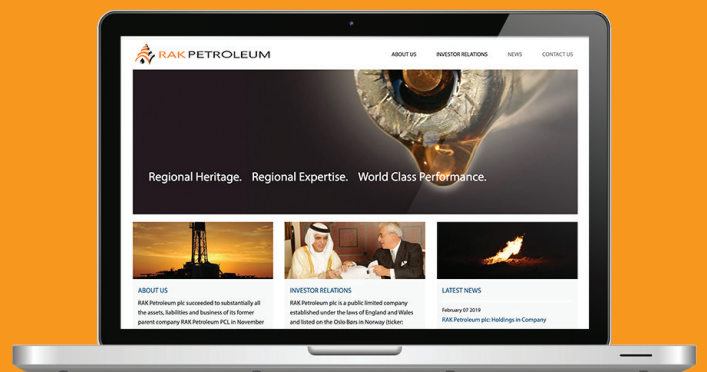 RAK PETROLEUM
ABOUT US
INVESTOR RELATIONS
NEWS
CONTACT US
Regional Heritage. Regional Expertise. World Class Performance.
ABOUT US
RAK Petroleum plc succeeded to substantially all
the assets, liabilities and business of its former
parent company RAK Petroleum PCL in November
INVESTOR RELATIONS
RAK Petroleum plc is a public limited company
established under the laws of England and Wales
and listed on the Oslo Børs in Norway (ticker:
LATEST NEWS
February 07 2019
RAK Petroleum plc: Holdings in Company